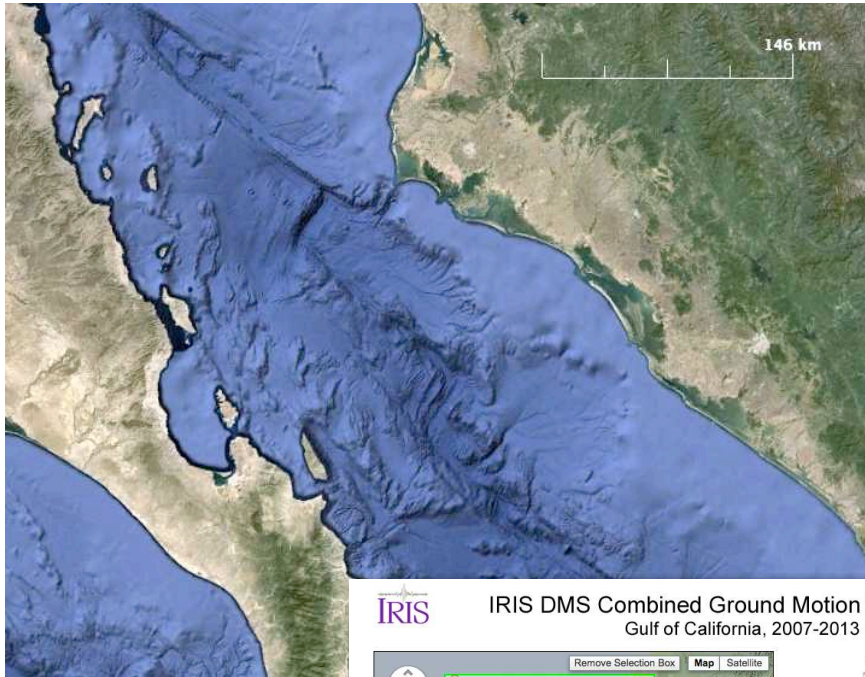 146 km
IRIS
IRIS DMS Combined Ground Motion
Gulf of California, 2007-2013
Remove Selection Box
Map
Satellite